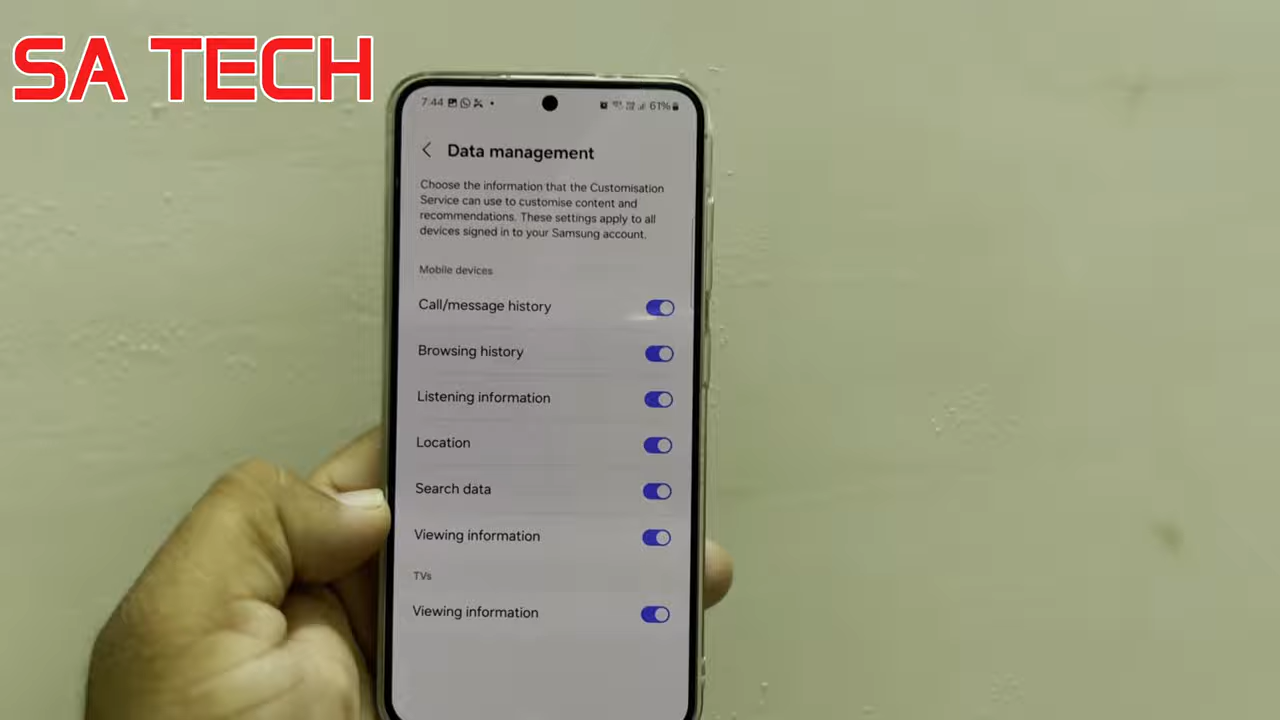 SA TECH
7:44
61%
Data management
Choose the information that the Customisation
Service can use to customise content and
recommendations. These settings apply to all
devices signed in to your Samsung account.
Mobile devices
Call/message history
Browsing history
Listening information
Location
Search data
Viewing information
TVs
Viewing information